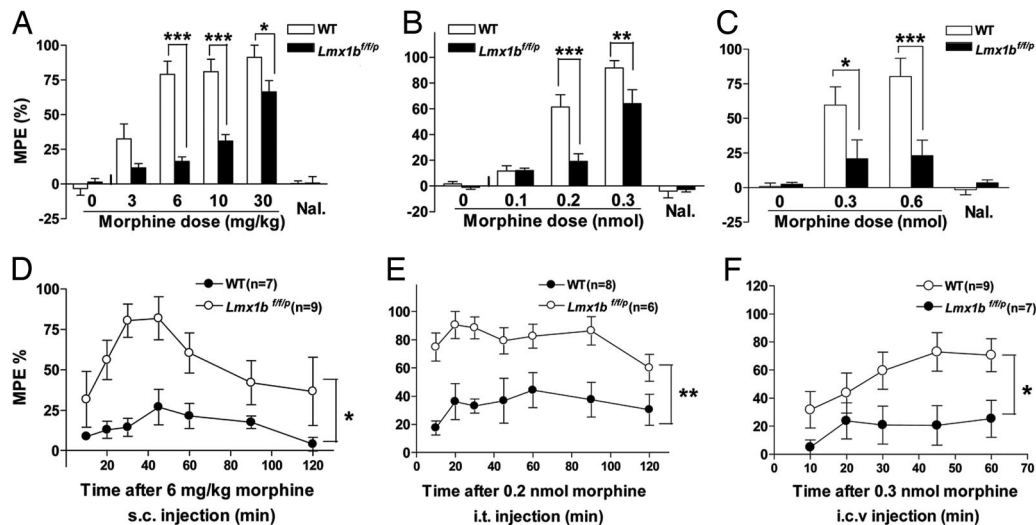 A
WT
Lmx1b f/f/p
***
***
*
MPE (%)
100
75
50
25
0
-25
0 3 6 10 30
Morphine dose (mg/kg)
Nal.
B
WT
Lmx1b f/f/p
***
**
100
80
60
40
20
0
-20
0 0.1 0.2 0.3
Morphine dose (nmol)
Nal.
C
WT
Lmx1b f/f/p
*
***
100
75
50
25
0
-25
0 0.3 0.6
Morphine dose (nmol)
Nal.
D
WT(n=7)
Lmx1b f/f/p(n=9)
MPE %
100
75
50
25
0
*
0 20 40 60 80 100 120
Time after 6 mg/kg morphine
s.c. injection (min)
E
WT(n=8)
Lmx1b f/f/p(n=6)
100
80
60
40
20
0
**
0 20 40 60 80 100 120
Time after 0.2 nmol morphine
i.t. injection (min)
F
WT(n=9)
Lmx1b f/f/p(n=7)
100
80
60
40
20
0
*
0 10 20 30 40 50 60 70
Time after 0.3 nmol morphine
i.c.v injection (min)